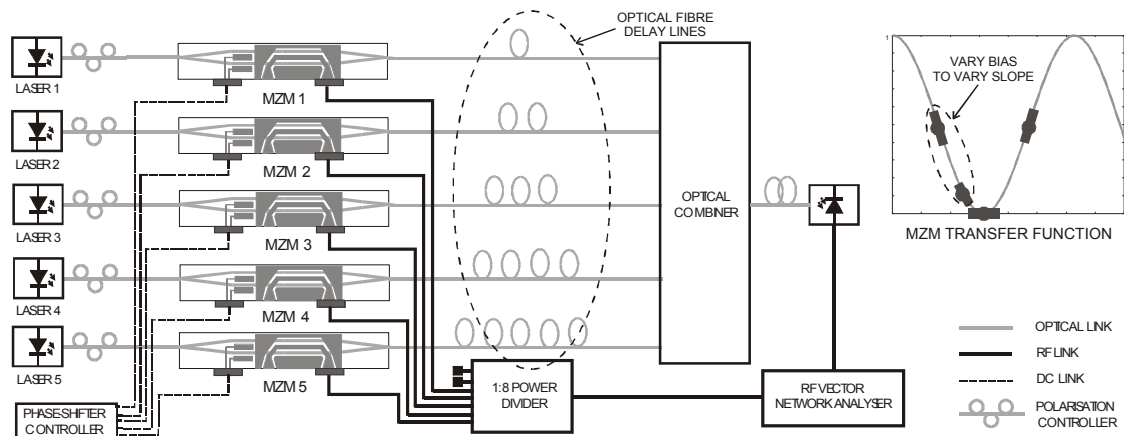 OPTICAL FIBRE
DELAY LINES
LASER 1
MZM 1
LASER 2
MZM 2
LASER 3
MZM 3
LASER 4
MZM 4
LASER 5
MZM 5
PHASE-SHIFTER
CONTROLLER
1:8 POWER
DIVIDER
OPTICAL
COMBINER
RF VECTOR
NETWORK ANALYSER
1
VARY BIAS
TO VARY SLOPE
0
MZM TRANSFER FUNCTION
OPTICAL LINK
RF LINK
DC LINK
POLARISATION
CONTROLLER